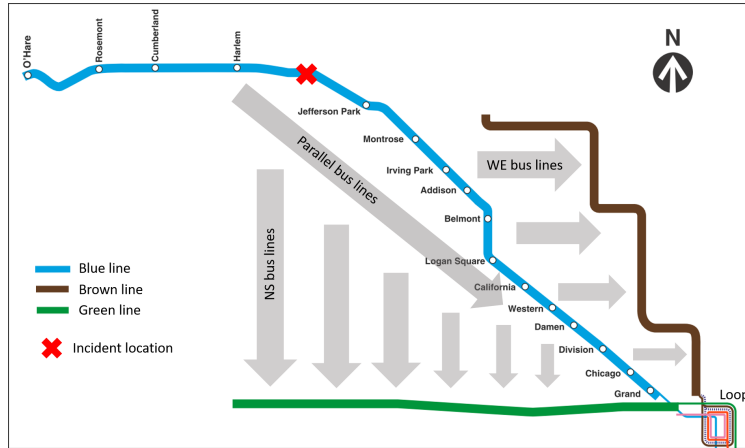 O'Hare
Rosemont
Cumberland
Harlem
N
Jefferson Park
Montrose
Irving Park
Addison
Belmont
Logan Square
California
Western
Damen
Division
Chicago
Grand
Loop
Parallel bus lines
WE bus lines
NS bus lines
Blue line
Brown line
Green line
Incident location